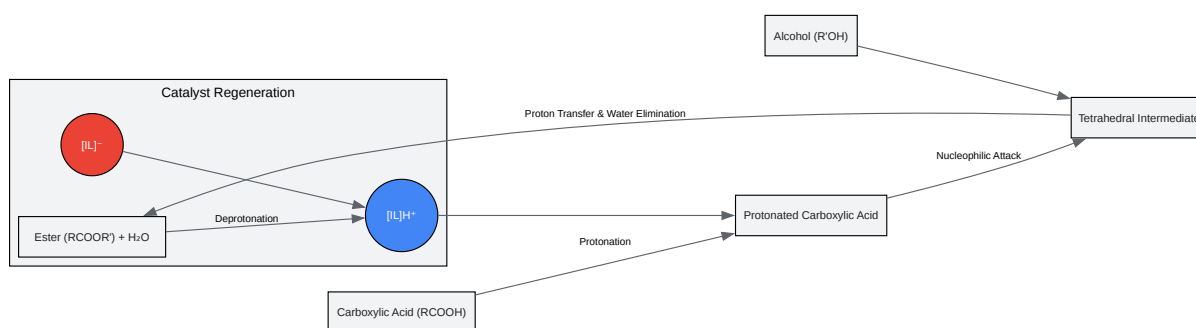 Alcohol (R'OH)
Catalyst Regeneration
Proton Transfer & Water Elimination
Tetrahedral Intermediate
[IL]⁻
Nucleophilic Attack
[IL]H⁺
Protonated Carboxylic Acid
Deprotonation
Ester (RCOOR') + H₂O
Protonation
Carboxylic Acid (RCOOH)